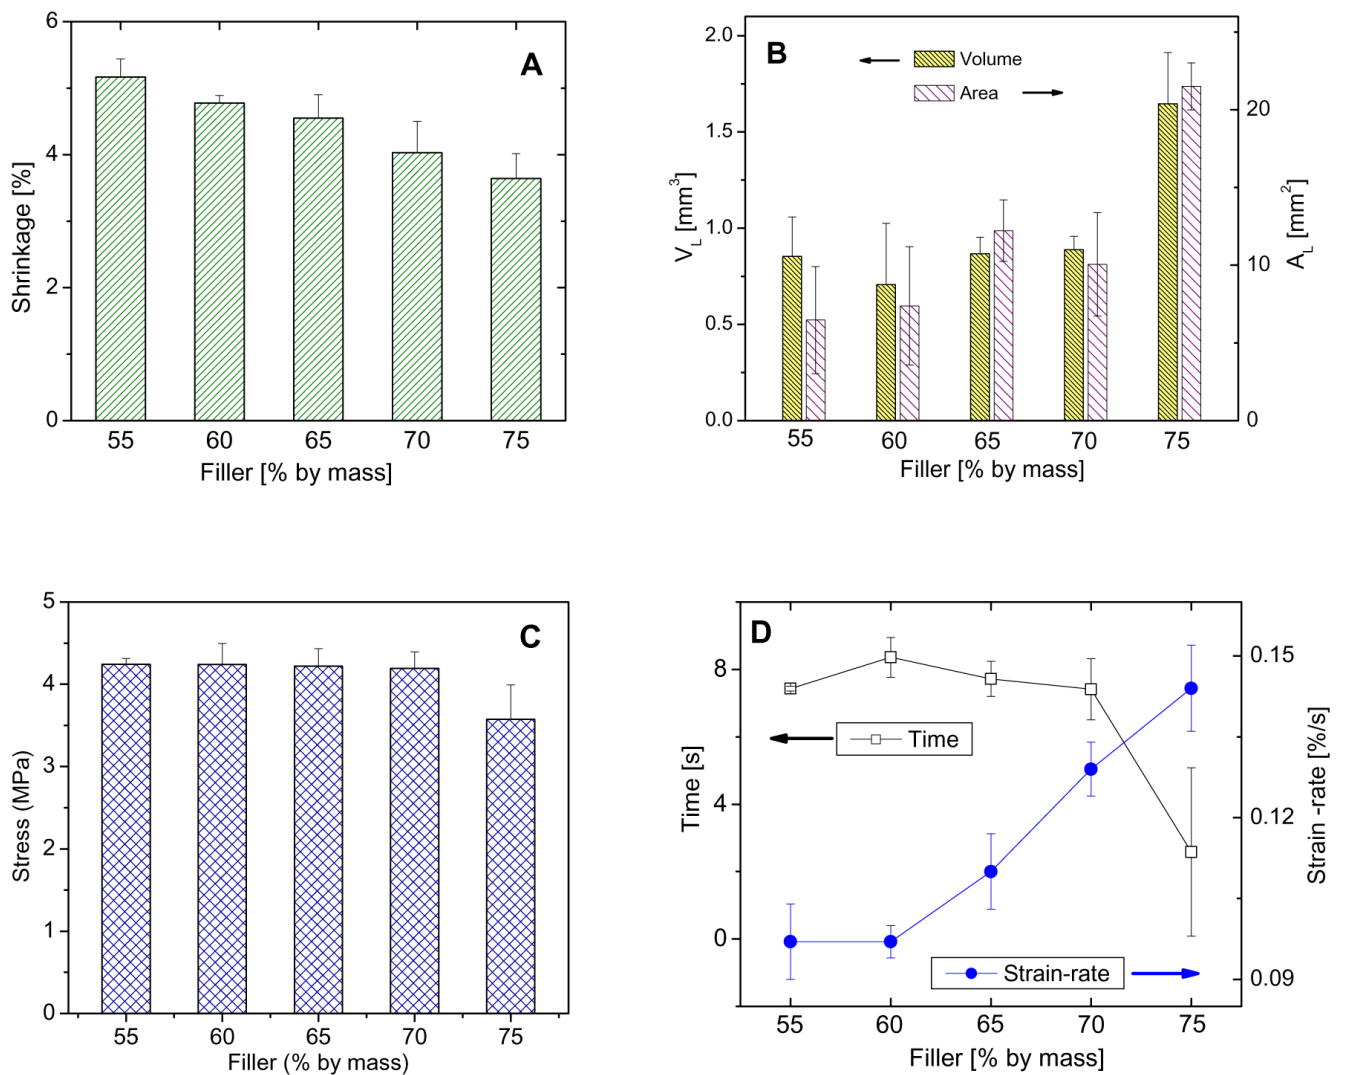 A
6
4
2
0
Shrinkage [%]
55 60 65 70 75
Filler [% by mass]
B
Volume
Area
2.0
1.5
1.0
0.5
0.0
V_L [mm³]
20
10
0
A_L [mm²]
55 60 65 70 75
Filler [% by mass]
C
5
4
3
2
1
0
Stress (MPa)
55 60 65 70 75
Filler (% by mass)
D
8
4
0
Time [s]
Time
Strain-rate
0.15
0.12
0.09
Strain -rate [%/s]
55 60 65 70 75
Filler [% by mass]